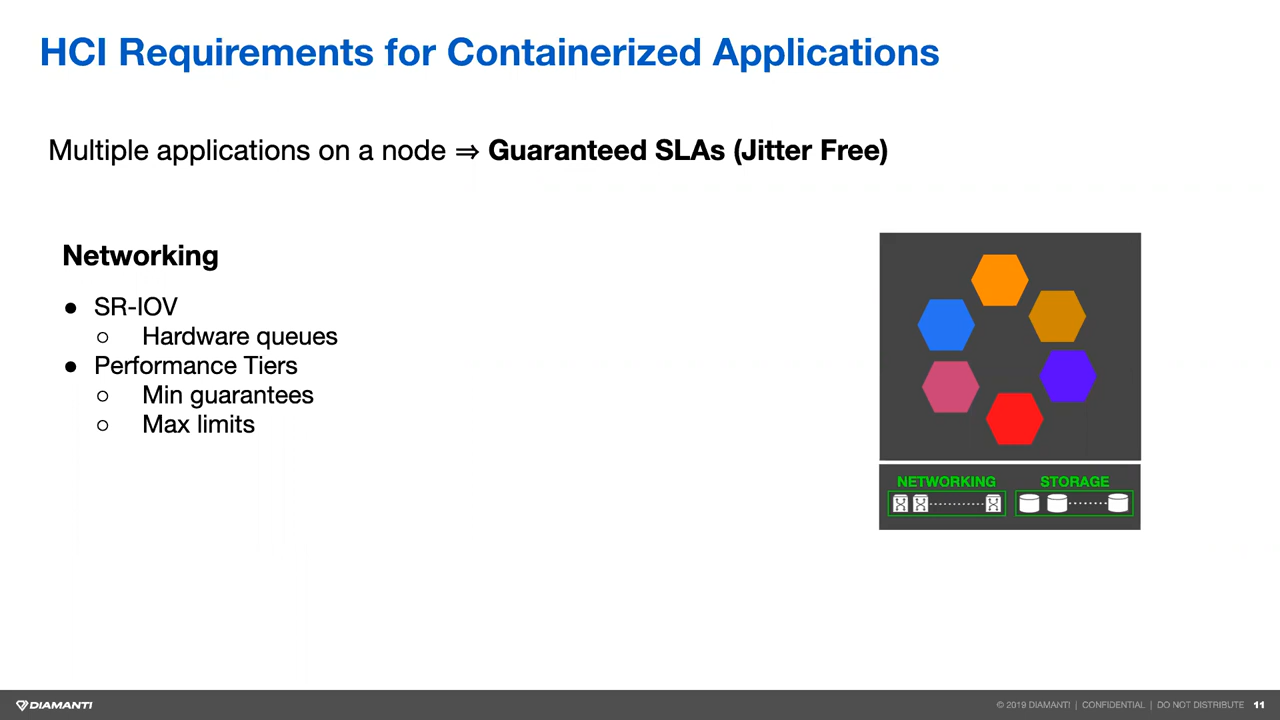 HCI Requirements for Containerized Applications
Multiple applications on a node ⇒ Guaranteed SLAs (Jitter Free)
Networking
● SR-IOV
○ Hardware queues
● Performance Tiers
○ Min guarantees
○ Max limits
NETWORKING STORAGE
DIAMANTI © 2019 DIAMANTI | CONFIDENTIAL | DO NOT DISTRIBUTE 11